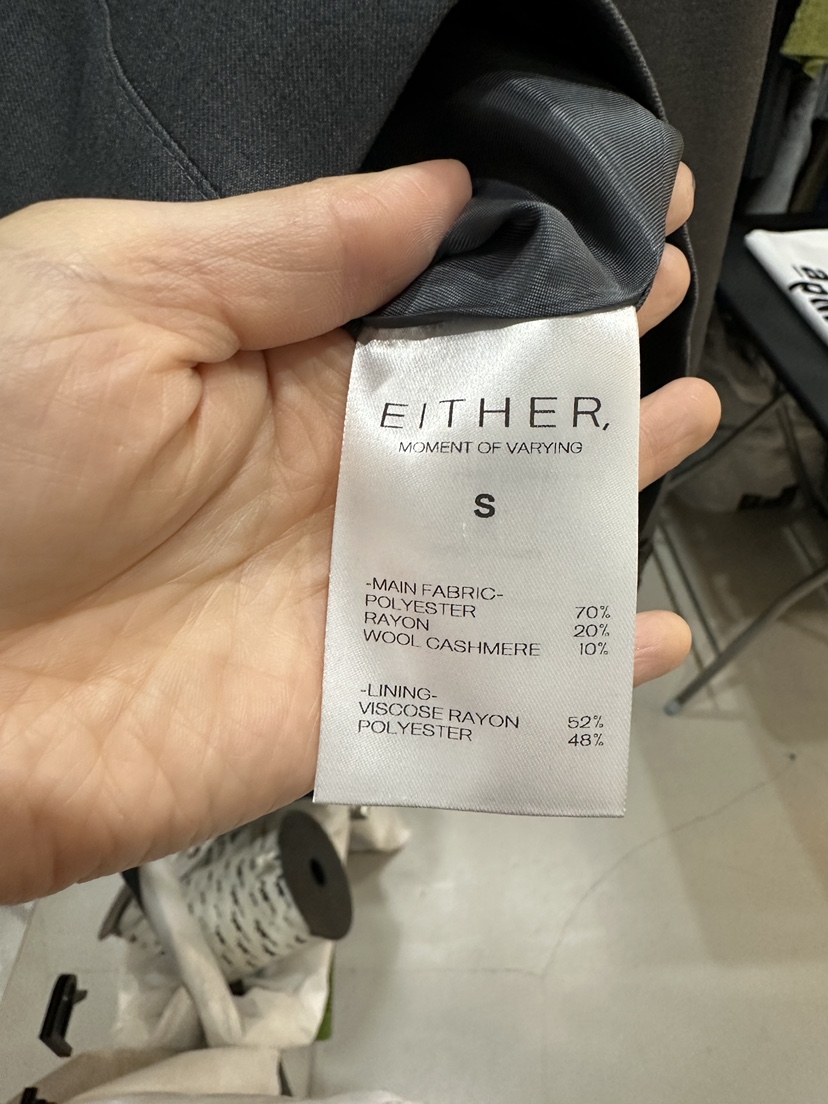 EITHER,
MOMENT OF VARYING
S
-MAIN FABRIC-
POLYESTER 70%
RAYON 20%
WOOL CASHMERE 10%
-LINING-
VISCOSE RAYON 52%
POLYESTER 48%